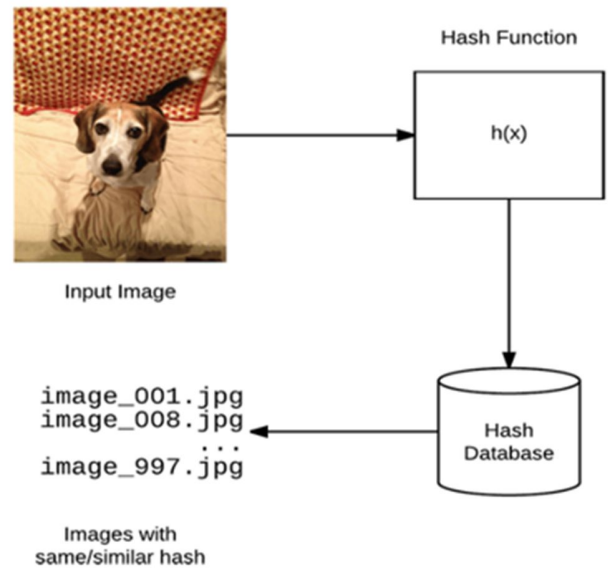 Hash Function
h(x)
Input Image
Hash
Database
image_001.jpg
image_008.jpg
...
image_997.jpg
Images with
same/similar hash